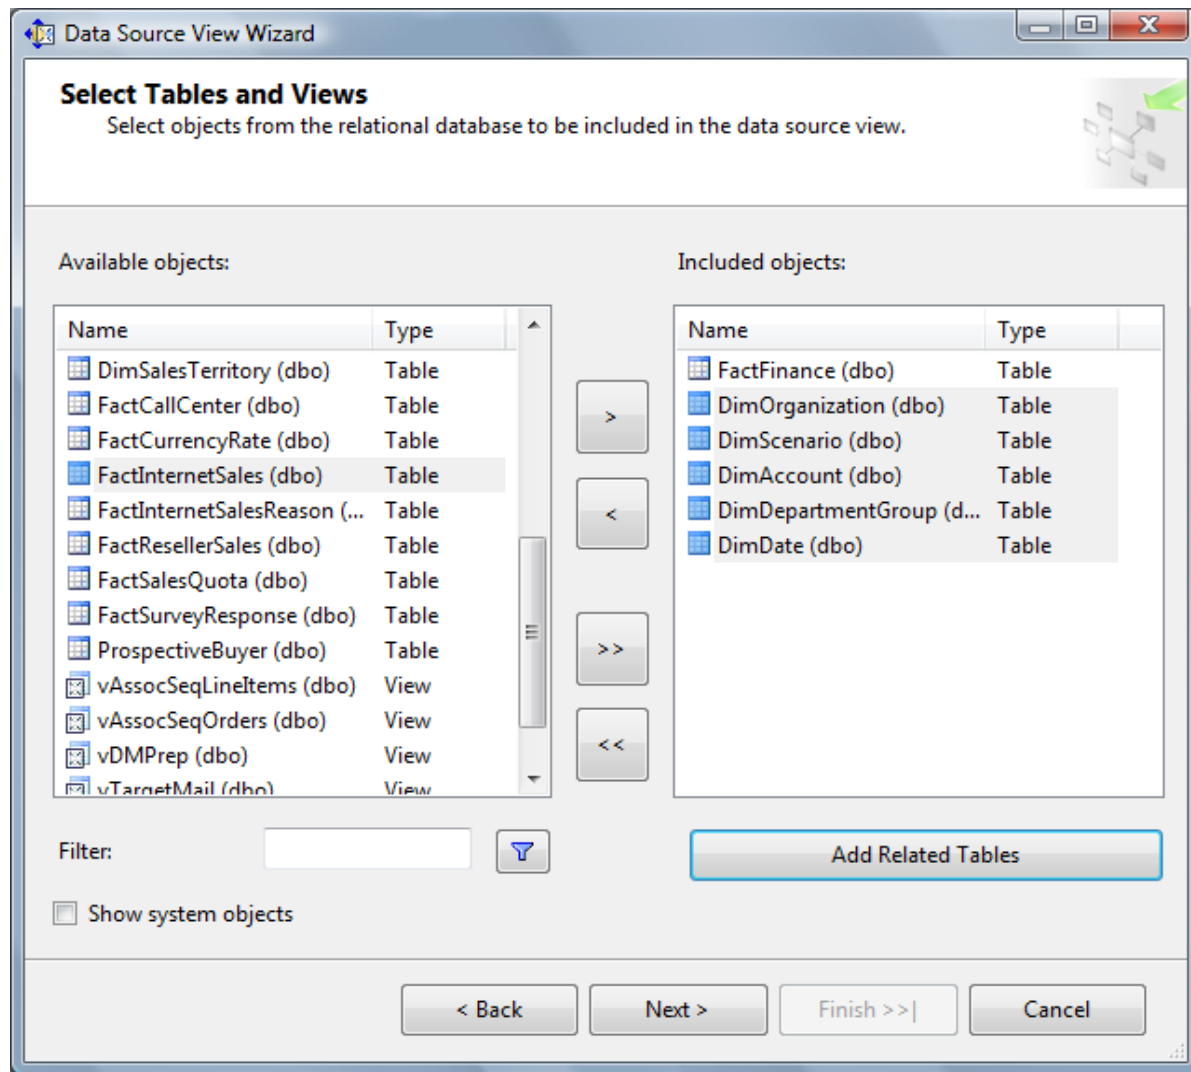 Data Source View Wizard
Select Tables and Views
Select objects from the relational database to be included in the data source view.
Available objects:
Included objects:
Name Type
DimSalesTerritory (dbo) Table
FactCallCenter (dbo) Table
FactCurrencyRate (dbo) Table
FactInternetSales (dbo) Table
FactInternetSalesReason (... Table
FactResellerSales (dbo) Table
FactSalesQuota (dbo) Table
FactSurveyResponse (dbo) Table
ProspectiveBuyer (dbo) Table
vAssocSeqLineItems (dbo) View
vAssocSeqOrders (dbo) View
vDMPrep (dbo) View
vTargetMail (dbo) View
>
<
>>
<<
Name Type
FactFinance (dbo) Table
DimOrganization (dbo) Table
DimScenario (dbo) Table
DimAccount (dbo) Table
DimDepartmentGroup (d... Table
DimDate (dbo) Table
Filter:
Add Related Tables
Show system objects
< Back
Next >
Finish >>|
Cancel